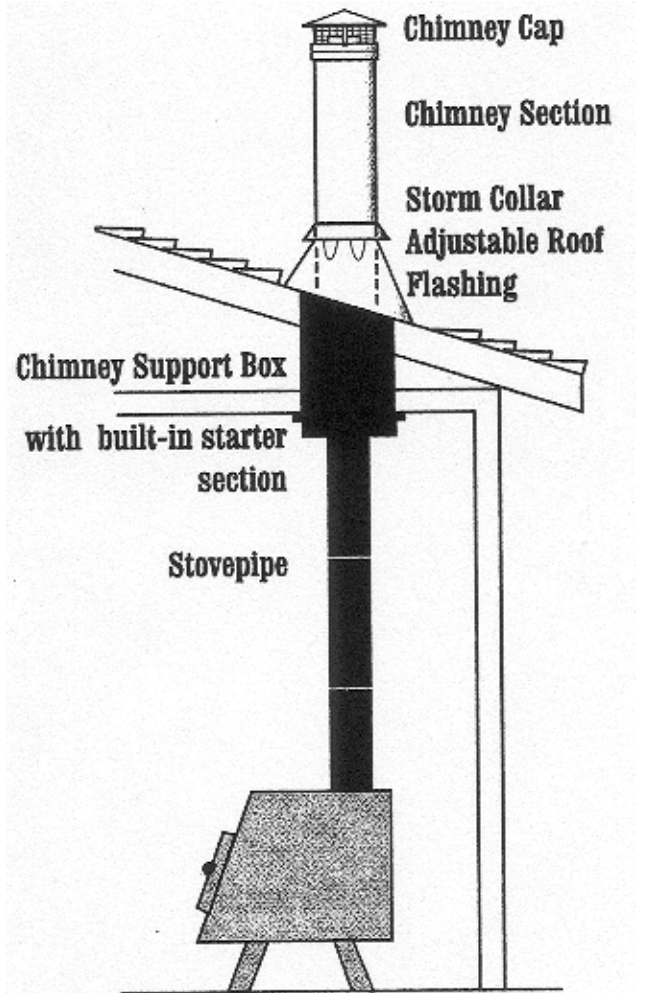 Chimney Cap
Chimney Section
Storm Collar
Adjustable Roof
Flashing
Chimney Support Box
with built-in starter
section
Stovepipe